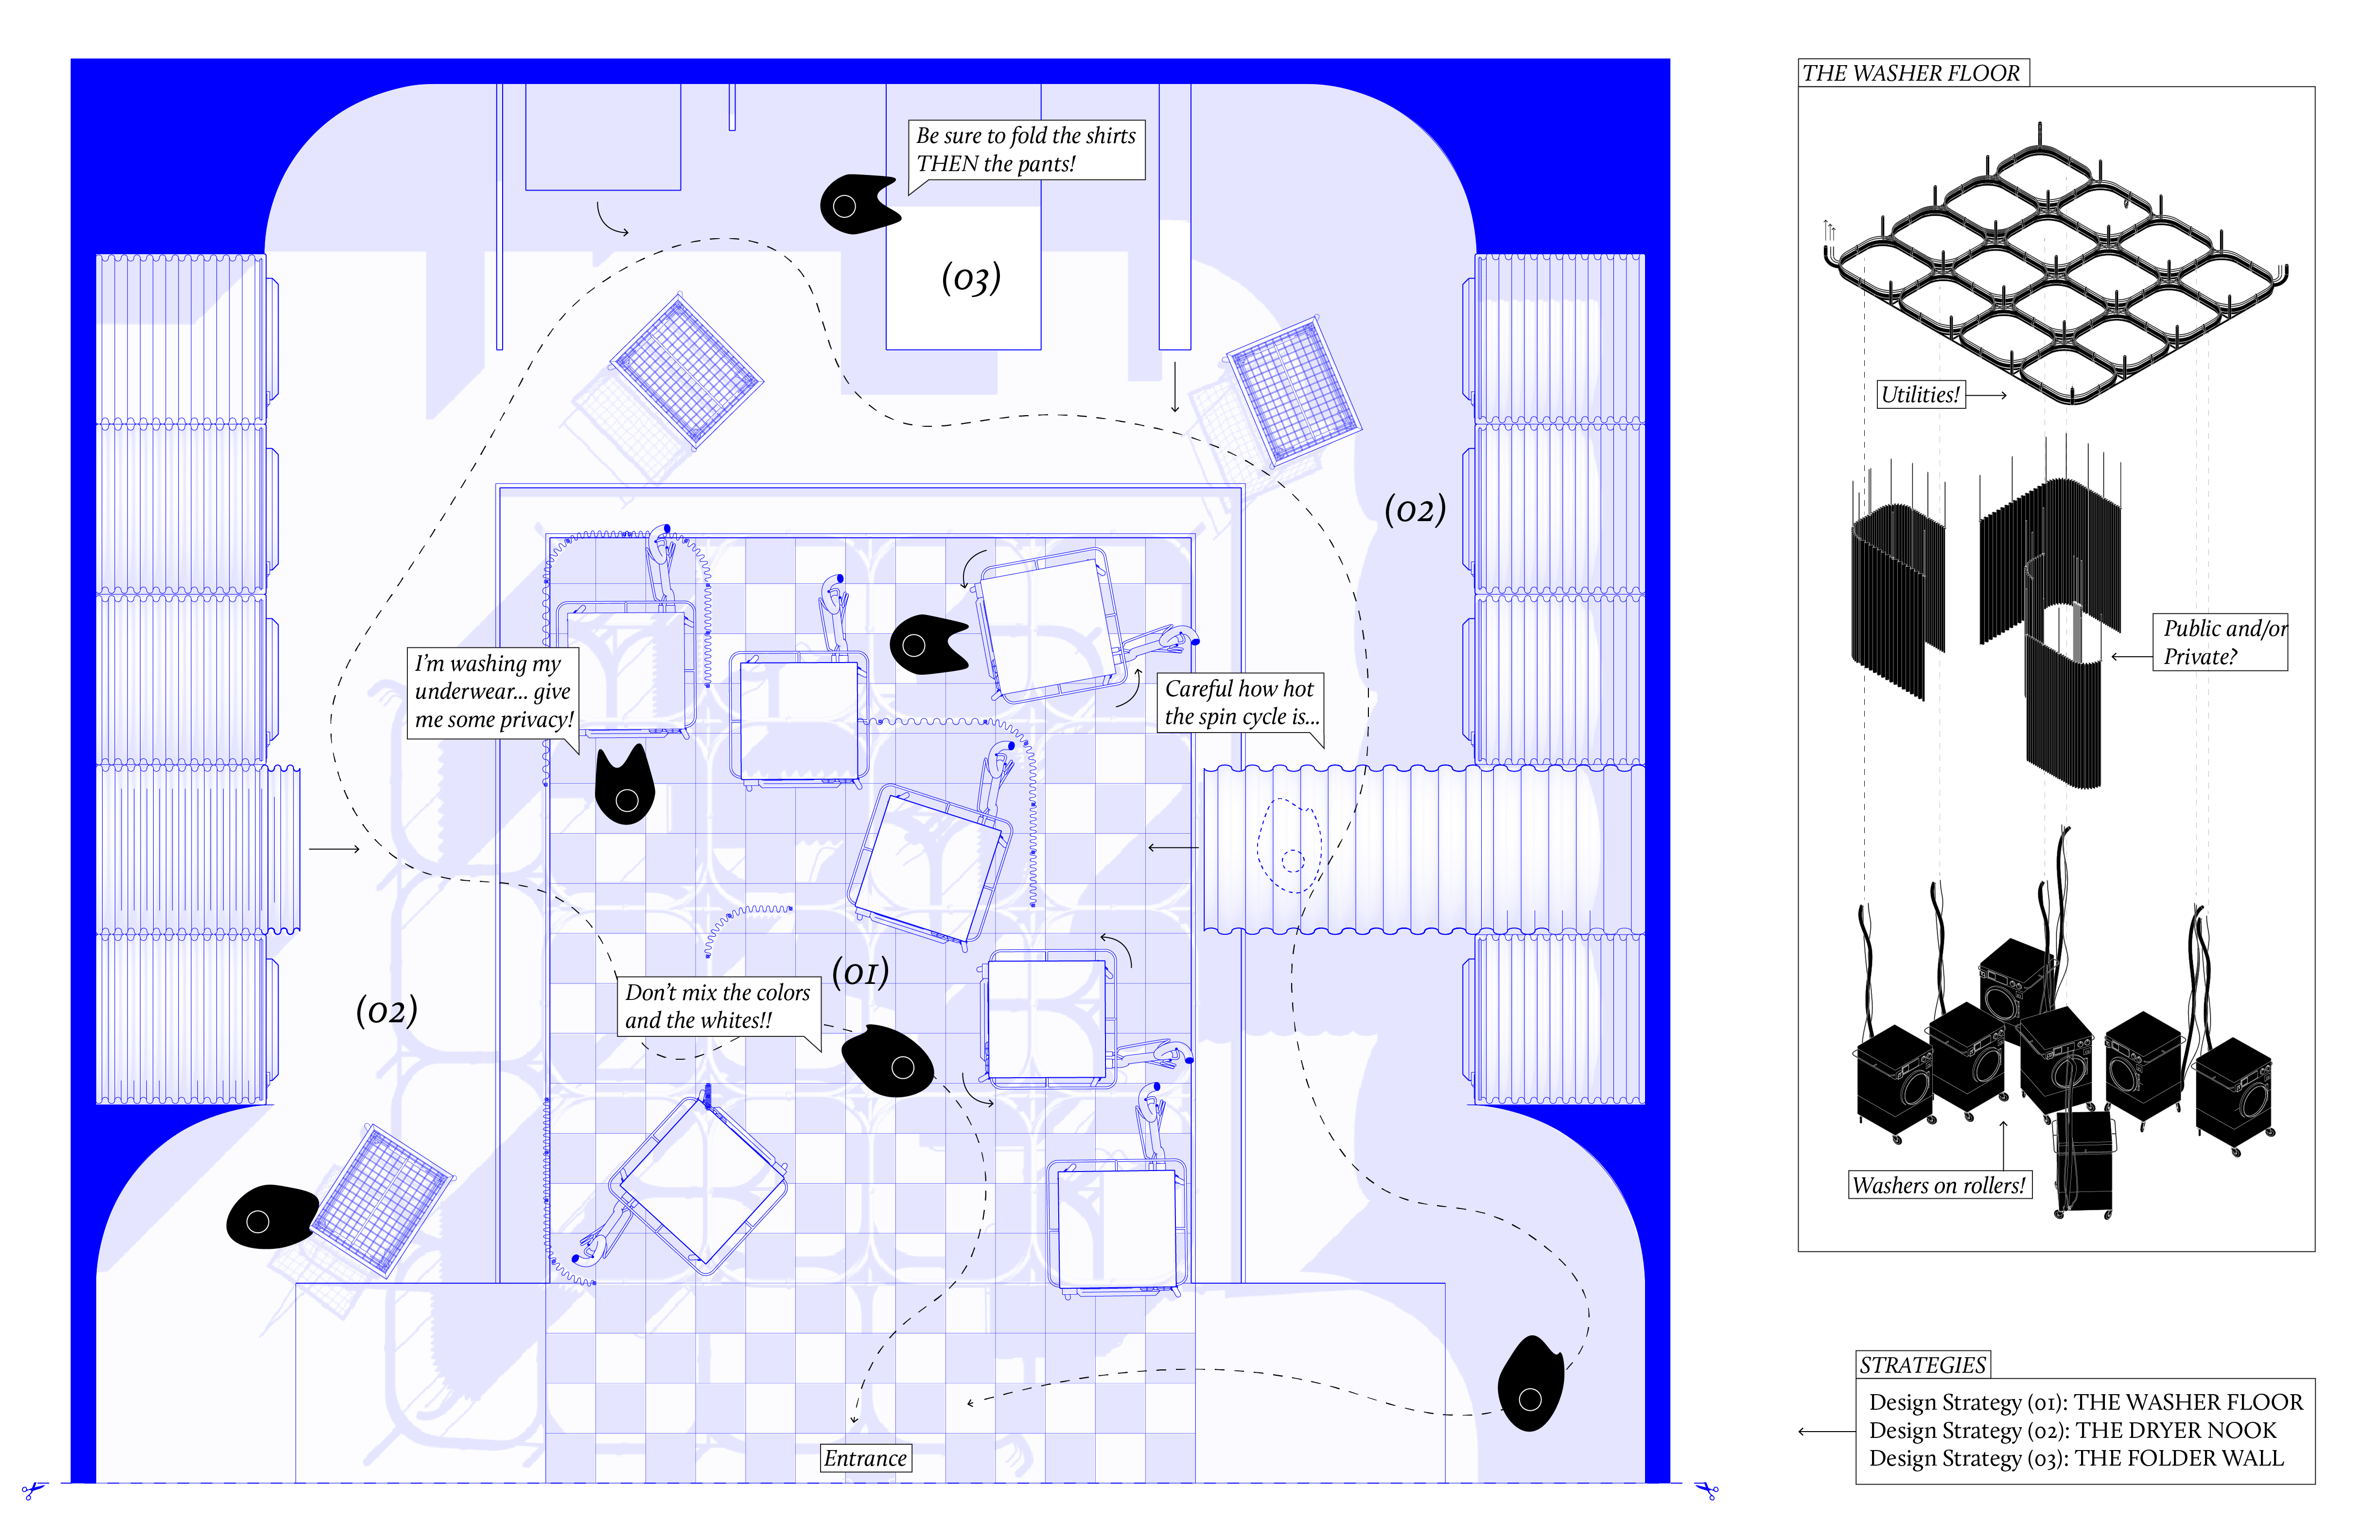 Be sure to fold the shirts
THEN the pants!
(03)
(02)
I'm washing my
underwear... give
me some privacy!
Careful how hot
the spin cycle is...
(01)
Don't mix the colors
and the whites!!
(02)
Entrance
THE WASHER FLOOR
Utilities!
Public and/or
Private?
Washers on rollers!
STRATEGIES
Design Strategy (01): THE WASHER FLOOR
Design Strategy (02): THE DRYER NOOK
Design Strategy (03): THE FOLDER WALL